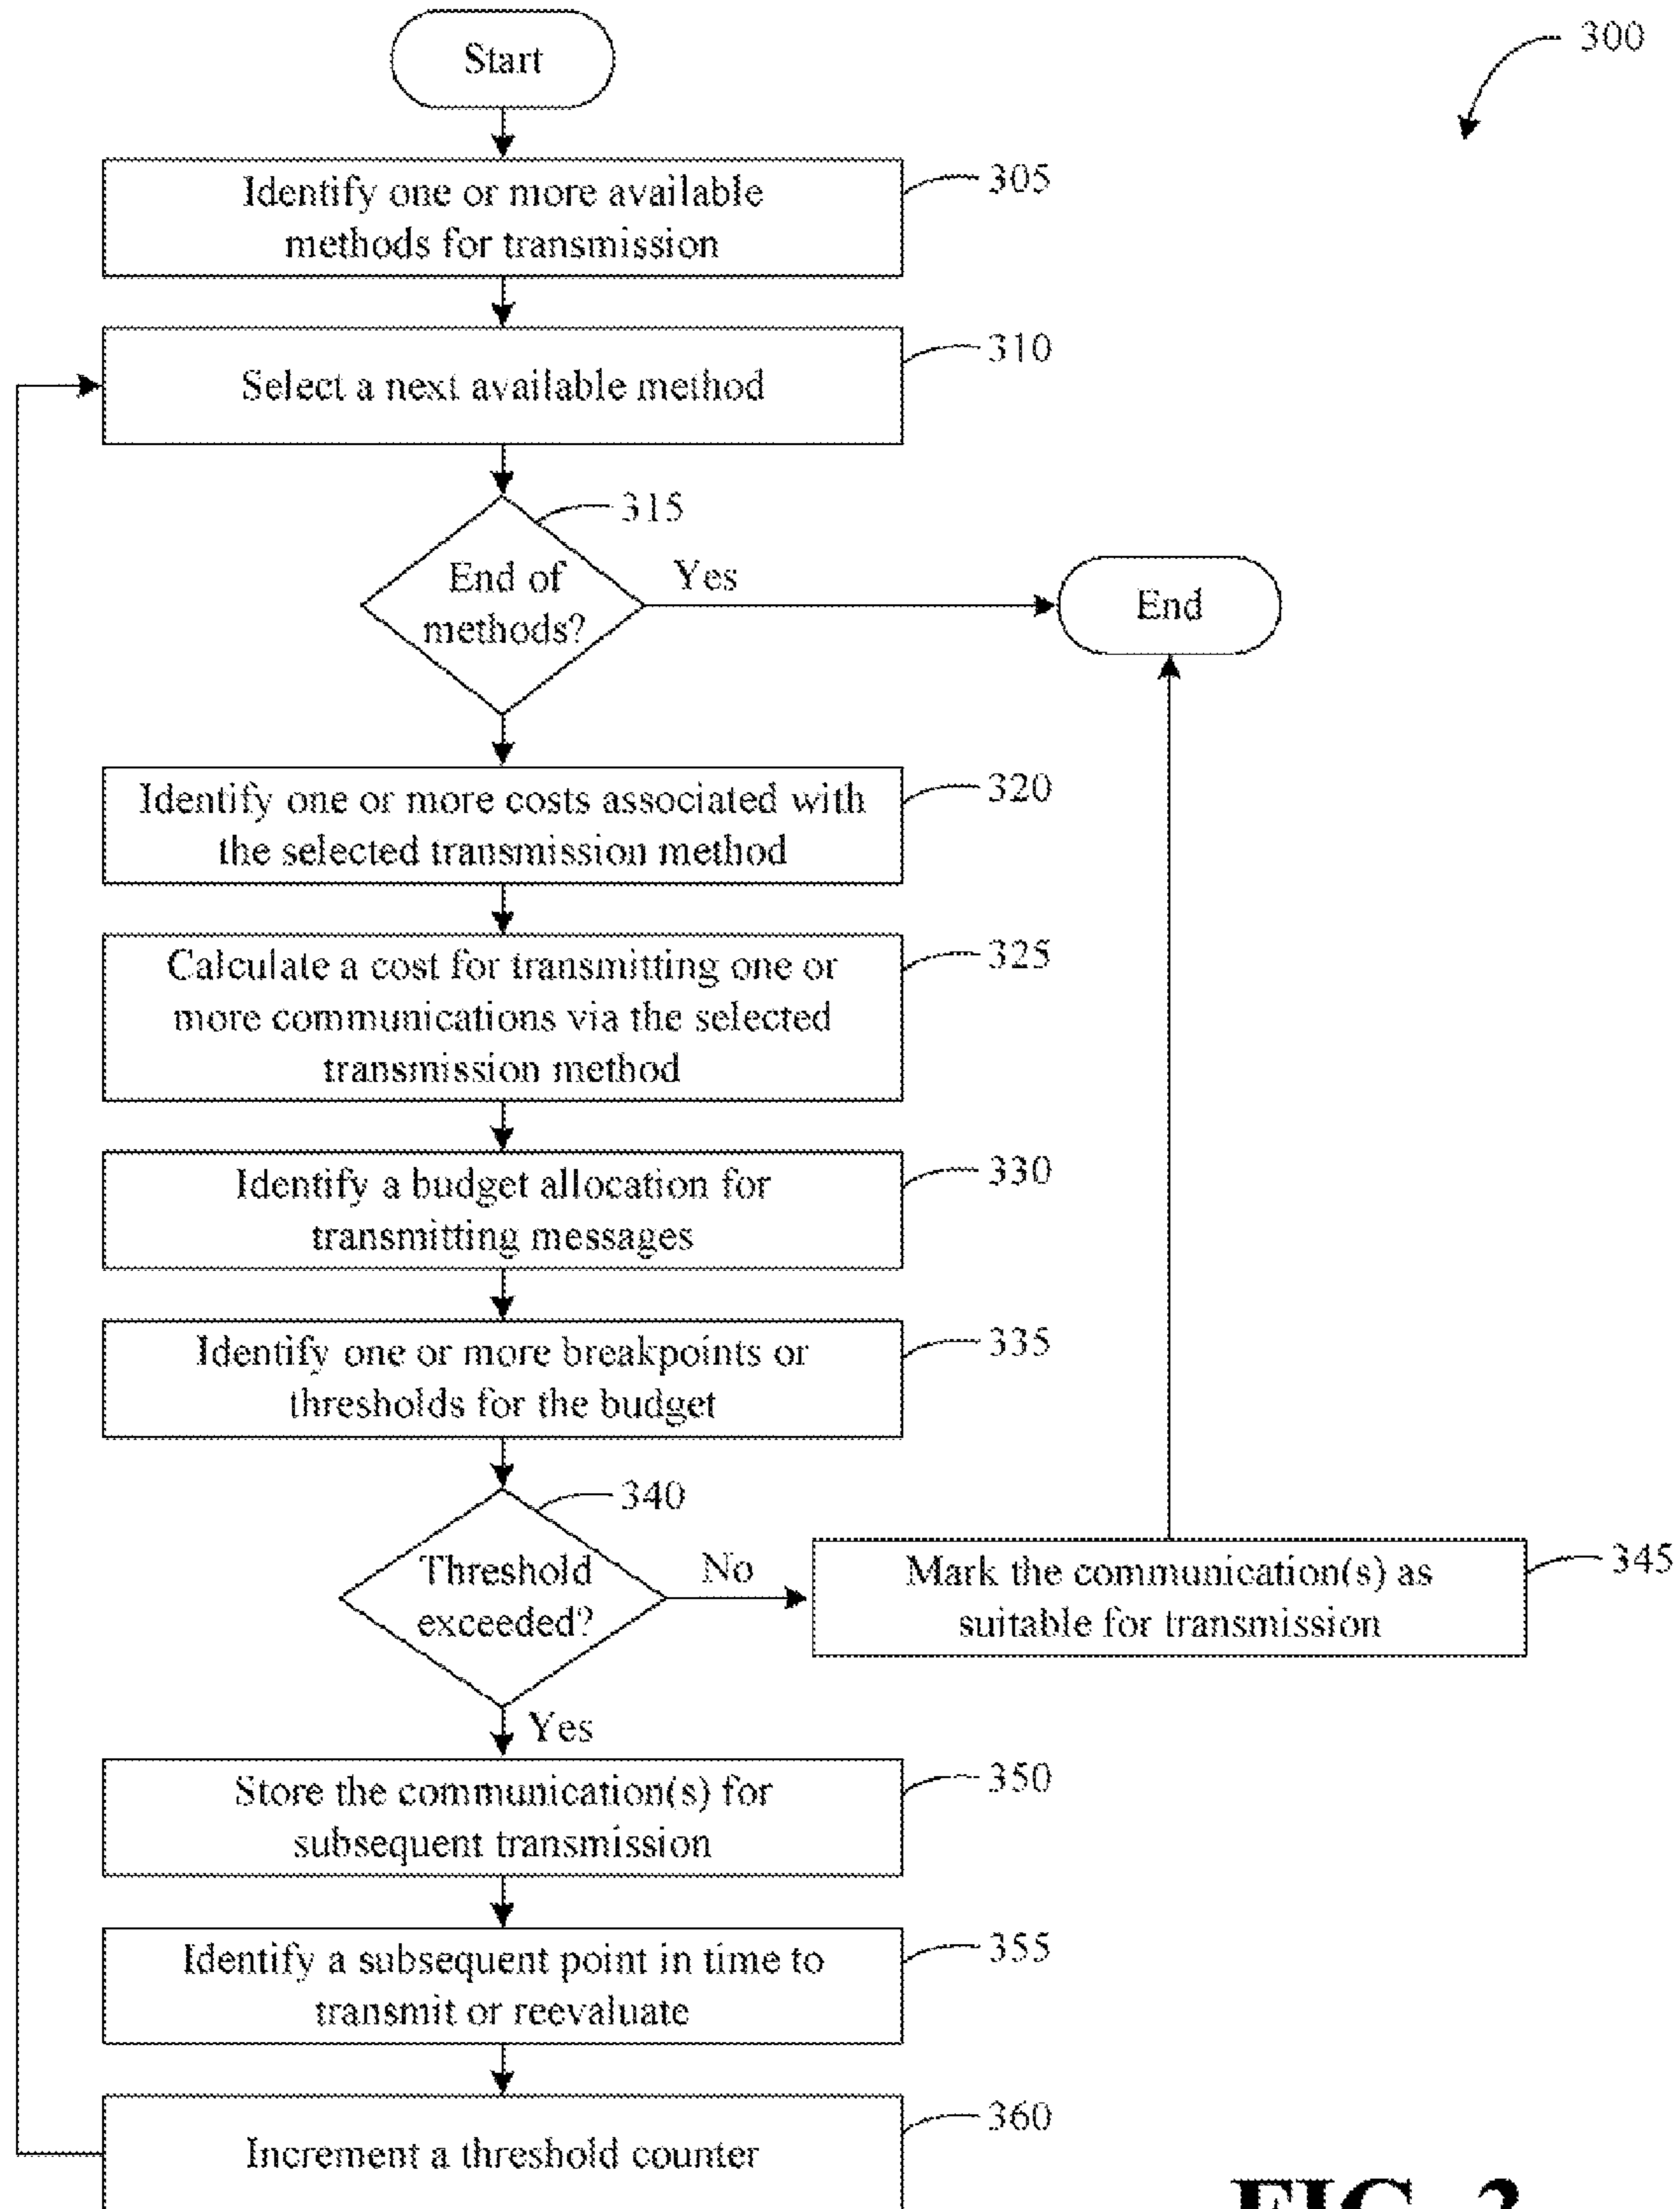 Start
300
Identify one or more available
methods for transmission
305
Select a next available method
310
315
End of
methods?
Yes
End
Identify one or more costs associated with
the selected transmission method
320
Calculate a cost for transmitting one or
more communications via the selected
transmission method
325
Identify a budget allocation for
transmitting messages
330
Identify one or more breakpoints or
thresholds for the budget
335
340
Threshold
exceeded?
No
Mark the communication(s) as
suitable for transmission
345
Yes
Store the communication(s) for
subsequent transmission
350
Identify a subsequent point in time to
transmit or reevaluate
355
Increment a threshold counter
360
FIG. 3